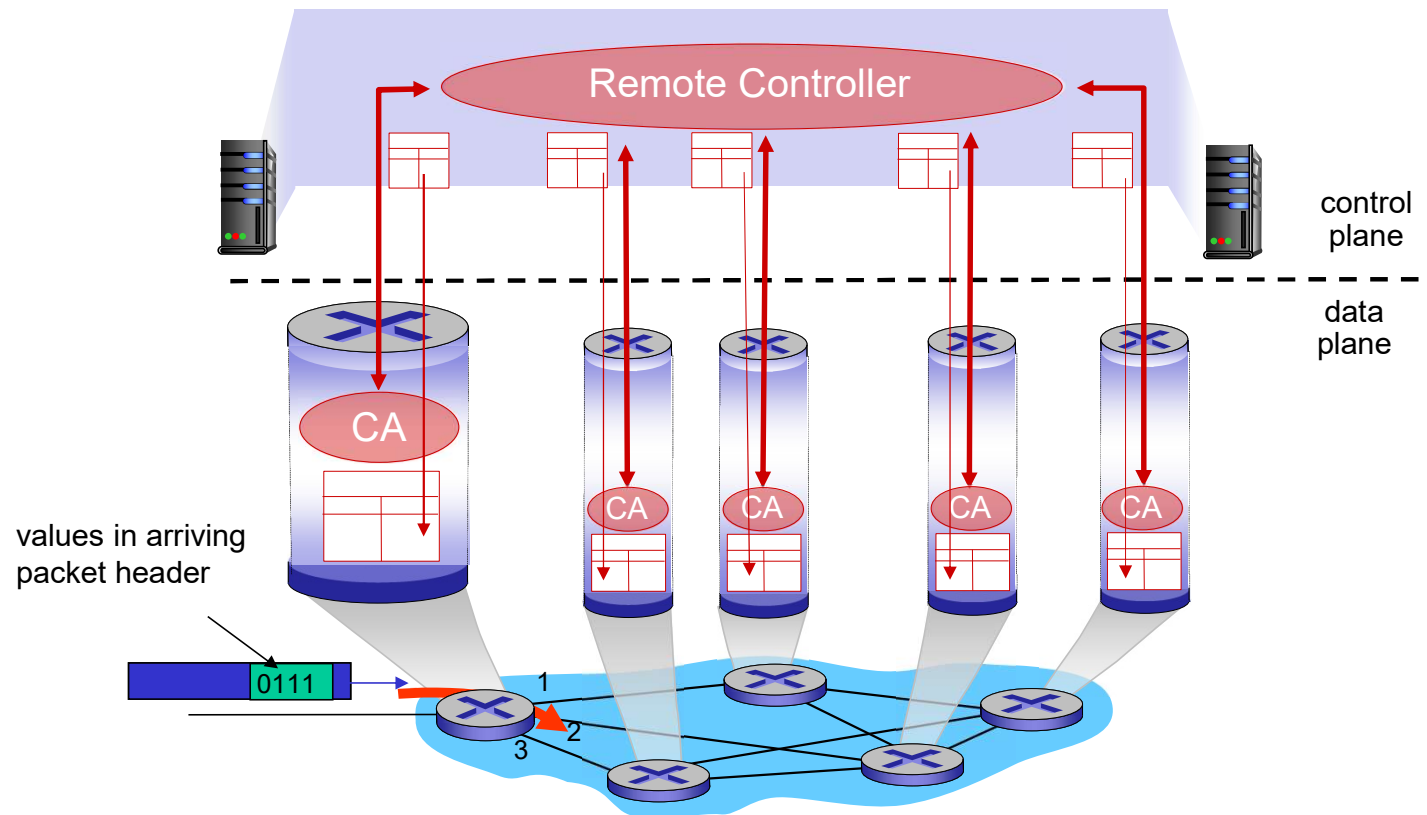 Remote Controller
control
plane
data
plane
CA
CA
CA
CA
CA
values in arriving
packet header
0111
1
2
3